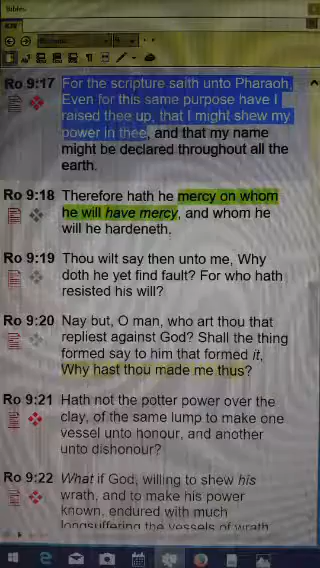 Bibles
KJV
Ro 9:17 For the scripture saith unto Pharaoh,
Even for this same purpose have I
raised thee up, that I might shew my
power in thee, and that my name
might be declared throughout all the
earth.
Ro 9:18 Therefore hath he mercy on whom
he will have mercy, and whom he
will he hardeneth.
Ro 9:19 Thou wilt say then unto me, Why
doth he yet find fault? For who hath
resisted his will?
Ro 9:20 Nay but, O man, who art thou that
repliest against God? Shall the thing
formed say to him that formed it,
Why hast thou made me thus?
Ro 9:21 Hath not the potter power over the
clay, of the same lump to make one
vessel unto honour, and another
unto dishonour?
Ro 9:22 What if God, willing to shew his
wrath, and to make his power
known, endured with much
longsuffering the vessels of wrath